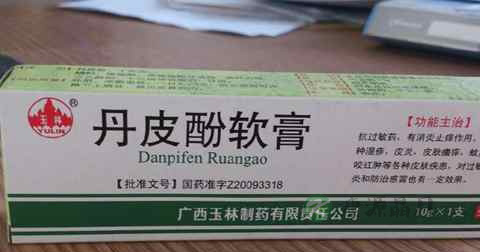 玉林
YULIN
®
丹皮酚软膏
Danpifen Ruangao
【批准文号】国药准字Z20093318
广西玉林制药有限责任公司
【功能主治】
抗过敏药，有消炎止痒作用。
种湿疹，皮炎，皮肤瘙痒，蚊
咬红肿等各种皮肤疾患，对过敏
炎和防治感冒也有一定效果。
10g×1支